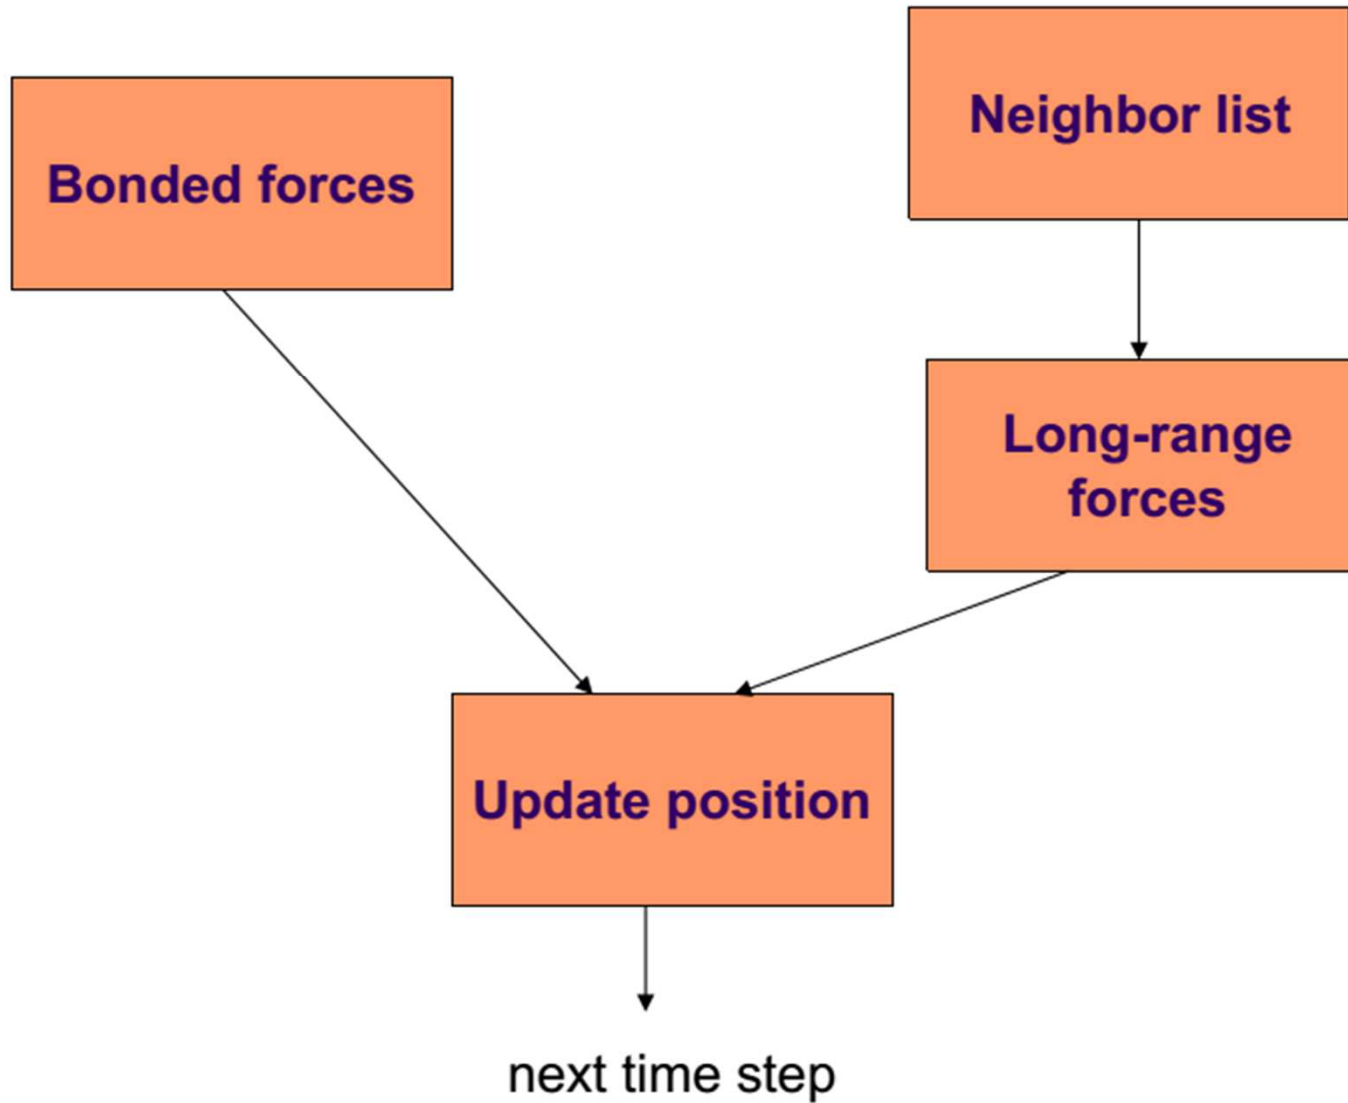 Neighbor list
Bonded forces
Long-range
forces
Update position
next time step